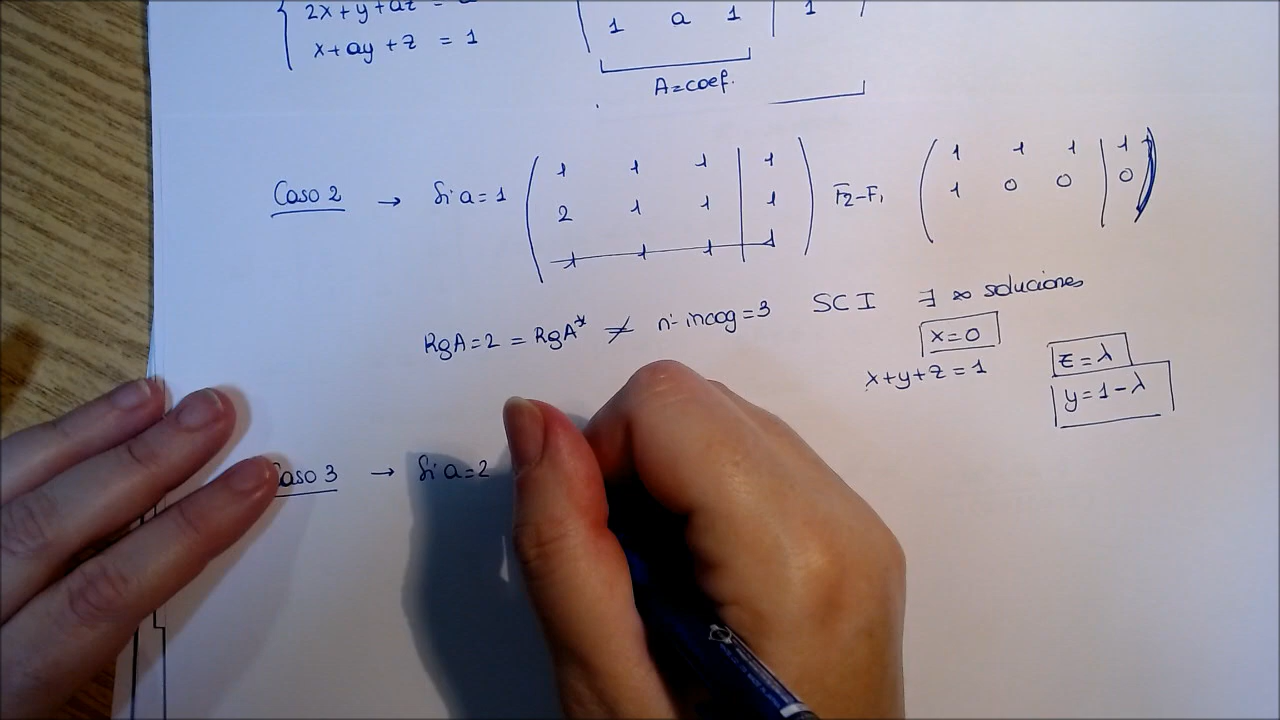 2x+y+az =
x+ay+z = 1
1 a 1 | 1
A=coef.
Caso 2 → Si a=1 ( 1 1 1 | 1 ) F2-F1 ( 1 1 1 | 1 )
2 1 1 | 1
1 0 0 | 0
1 1 1 | 1
RgA=2 = RgA* ≠ nº incog=3 SCI ∃ ∞ soluciones
x=0
x+y+z=1
z=λ
y=1-λ
Caso 3 → Si a=2